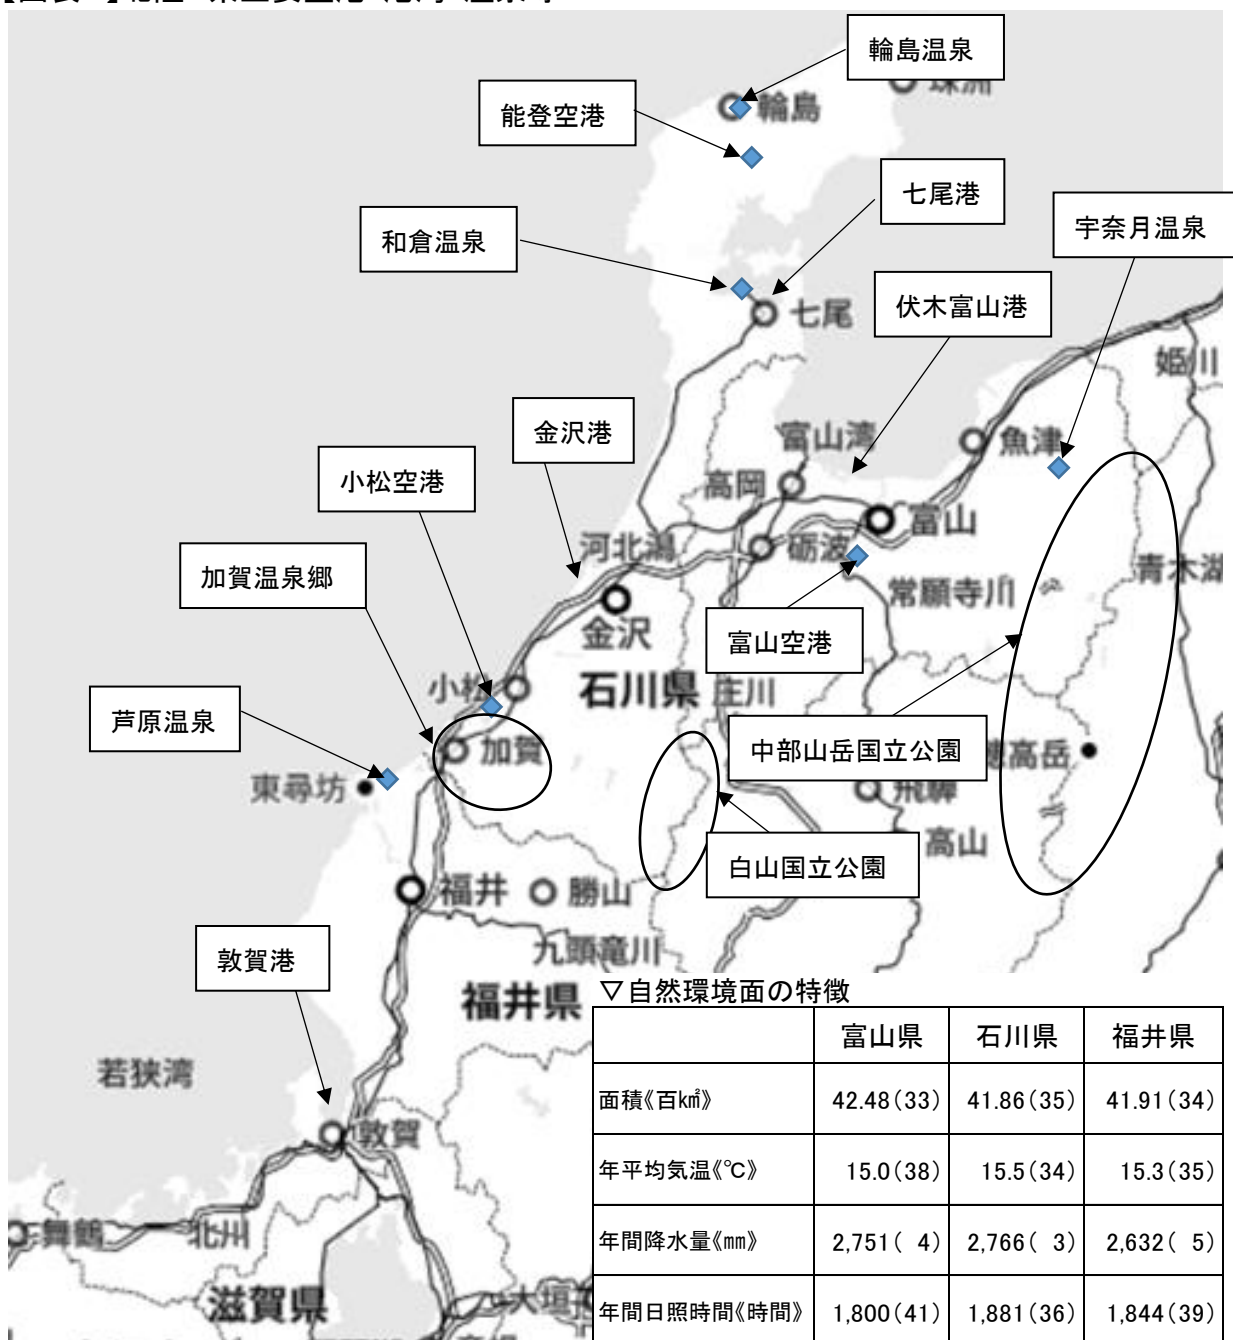 輪島温泉
珠洲
能登空港
輪島
七尾港
和倉温泉
宇奈月温泉
伏木富山港
七尾
姫川
金沢港
富山湾
魚津
小松空港
高岡
富山
河北潟
砺波
加賀温泉郷
常願寺川
青木湖
金沢
富山空港
小松
石川県
庄川
芦原温泉
加賀
中部山岳国立公園
穂高岳
東尋坊
飛騨
高山
白山国立公園
福井
勝山
敦賀港
九頭竜川
福井県
若狭湾
敦賀
舞鶴
北川
滋賀県
大垣
▽自然環境面の特徴
富山県 石川県 福井県
面積《百㎢》 42.48(33) 41.86(35) 41.91(34)
年平均気温《℃》 15.0(38) 15.5(34) 15.3(35)
年間降水量《㎜》 2,751( 4) 2,766( 3) 2,632( 5)
年間日照時間《時間》 1,800(41) 1,881(36) 1,844(39)